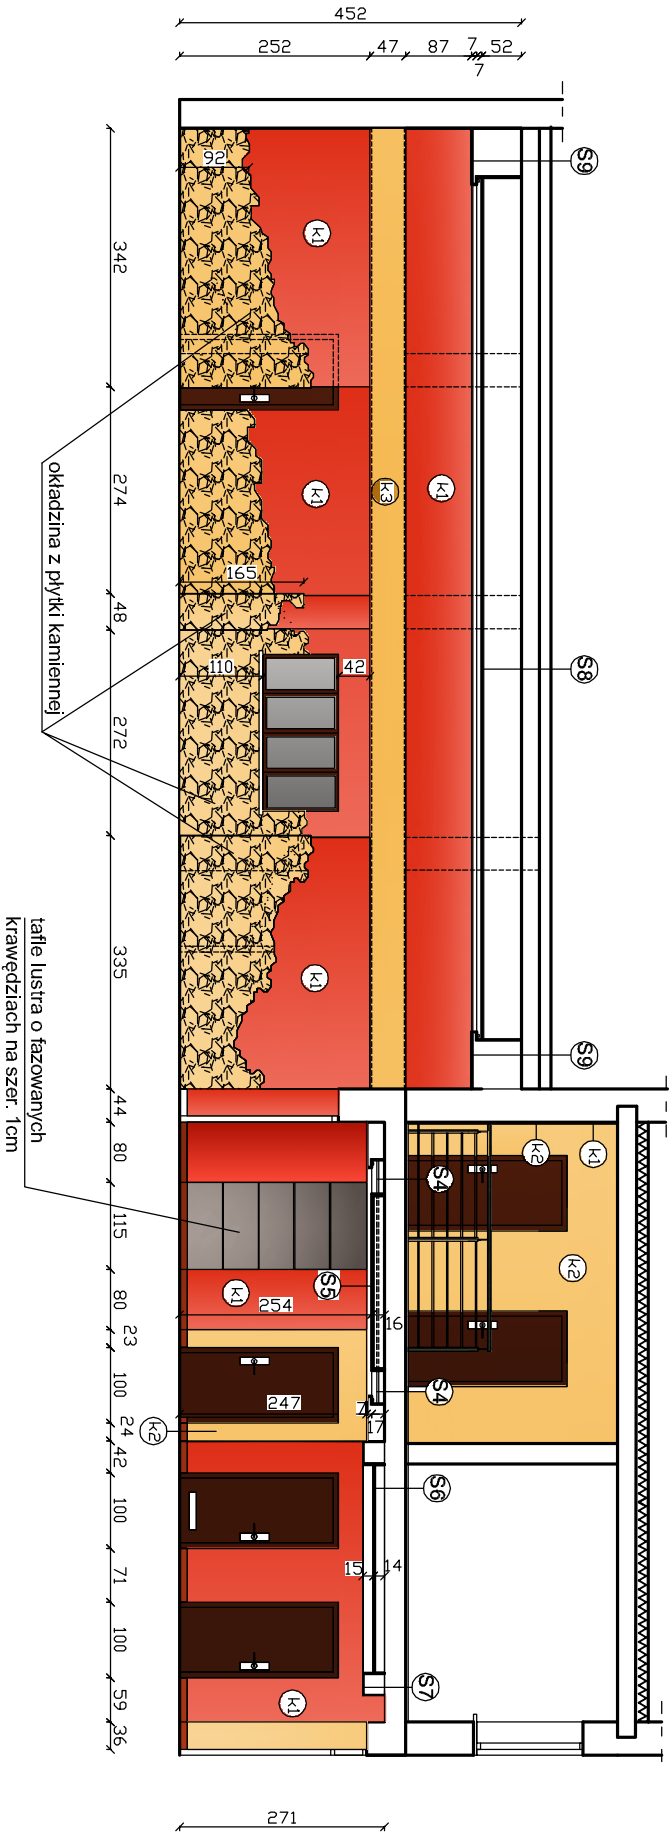 452
252 47 87 7 52
7
S9
92
k1
342
k1
k3
k1
274
okładzina z płytki kamiennej
165
48
110
42
S8
272
k1
335
S9
tafle lustra o fazowanych
krawędziach na szer. 1cm
44
80
k2
k1
S4
115
k2
k1
S5
254
80
16
23
100
247
7
17
S4
24
k2
42
S6
100
15
14
71
100
S7
k1
59
36
271